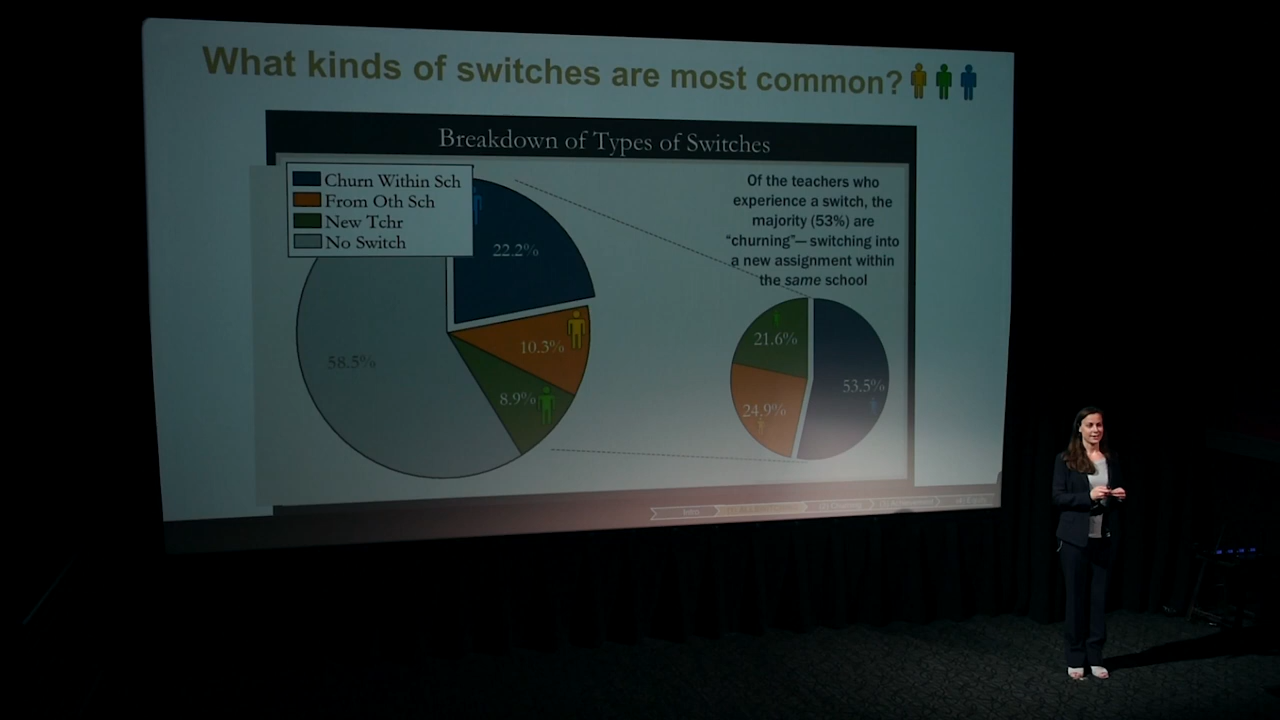 What kinds of switches are most common?
Breakdown of Types of Switches
Churn Within Sch
From Oth Sch
New Tchr
No Switch
22.2%
10.3%
8.9%
58.5%
Of the teachers who
experience a switch, the
majority (53%) are
"churning"— switching into
a new assignment within
the same school
21.6%
53.5%
24.9%
Intro